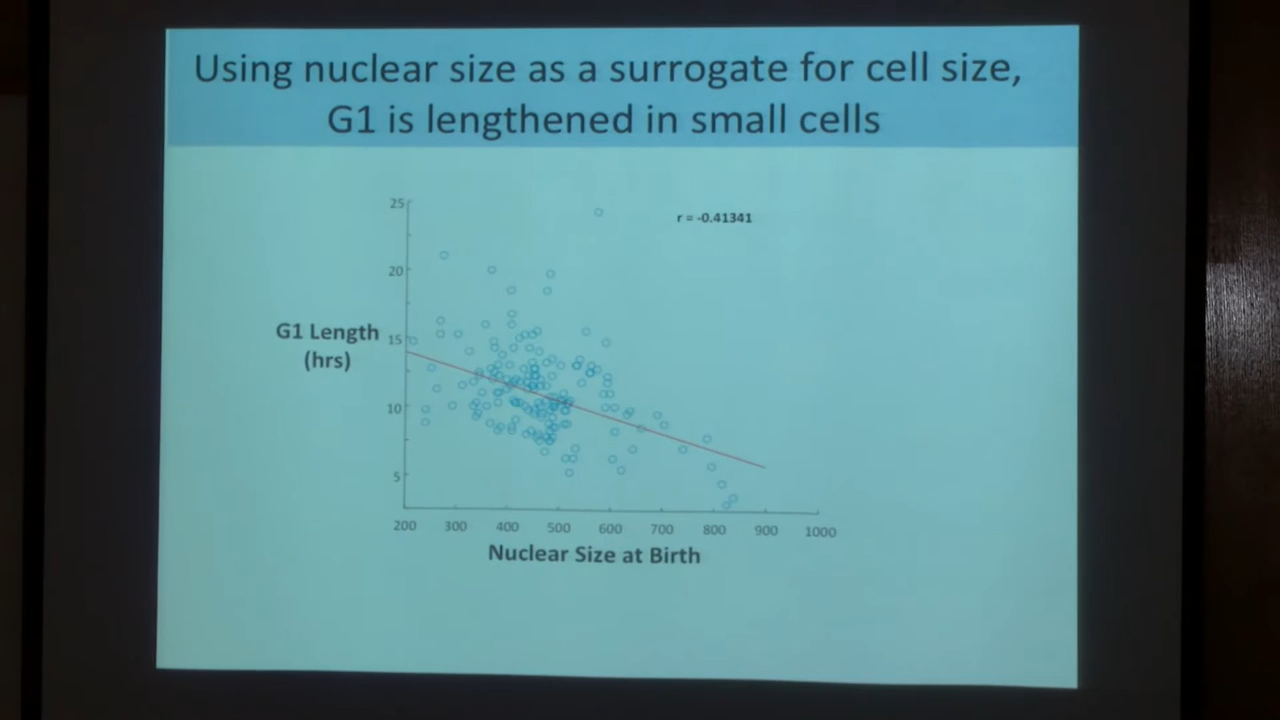 Using nuclear size as a surrogate for cell size,
G1 is lengthened in small cells
25
r = -0.41341
20
G1 Length
(hrs)
15
10
5
200 300 400 500 600 700 800 900 1000
Nuclear Size at Birth